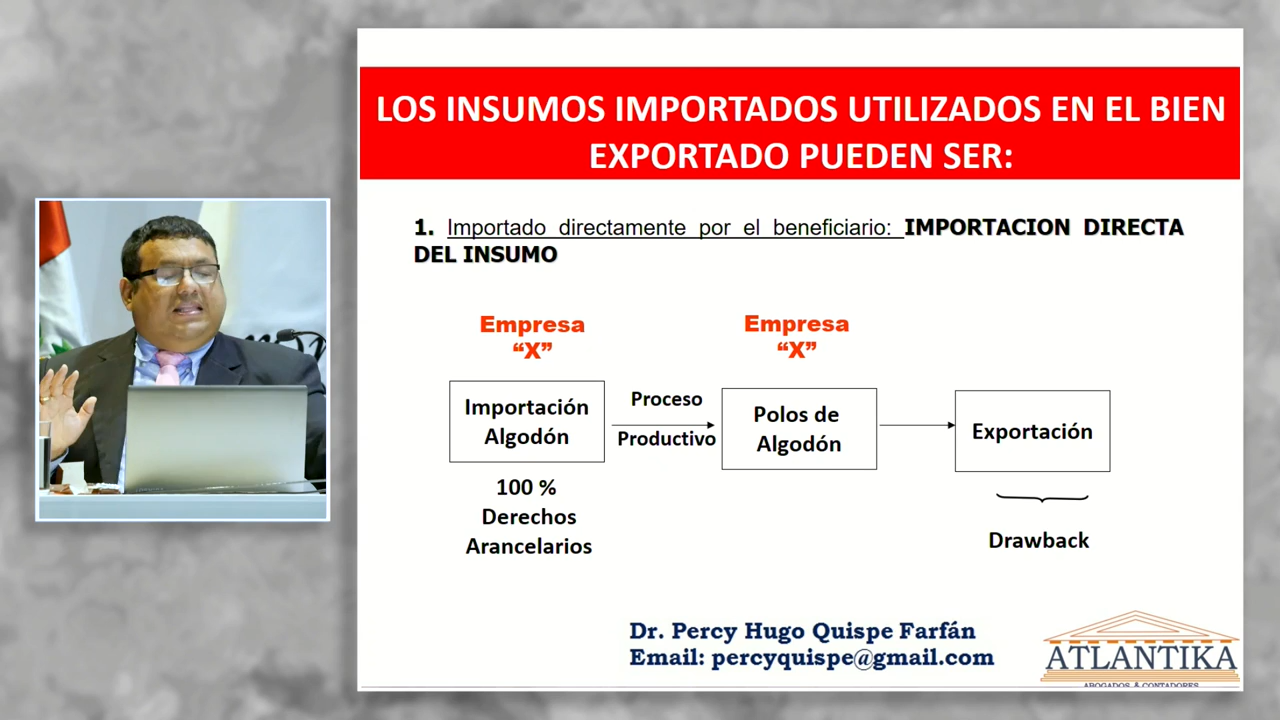 LOS INSUMOS IMPORTADOS UTILIZADOS EN EL BIEN
EXPORTADO PUEDEN SER:
1. Importado directamente por el beneficiario: IMPORTACION DIRECTA
DEL INSUMO
Empresa
“X”
Empresa
“X”
Importación
Algodón
Proceso
Productivo
Polos de
Algodón
Exportación
100 %
Derechos
Arancelarios
Drawback
Dr. Percy Hugo Quispe Farfán
Email: percyquispe@gmail.com
ATLANTIKA
ABOGADOS & CONTADORES